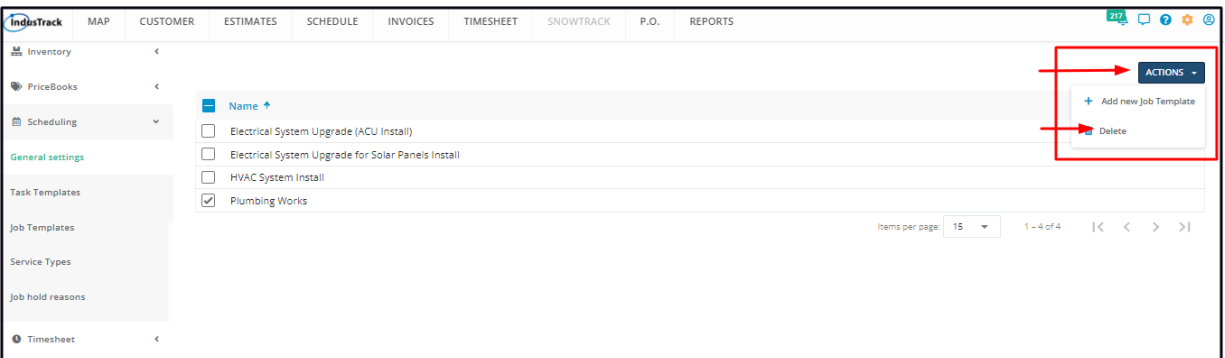 IndusTrack MAP CUSTOMER ESTIMATES SCHEDULE INVOICES TIMESHEET SNOWTRACK P.O. REPORTS 217
Inventory
PriceBooks
Scheduling
General settings
Task Templates
Job Templates
Service Types
Job hold reasons
Timesheet
ACTIONS
Add new Job Template
Delete
Name
Electrical System Upgrade (ACU Install)
Electrical System Upgrade for Solar Panels Install
HVAC System Install
Plumbing Works
Items per page: 15 1 – 4 of 4